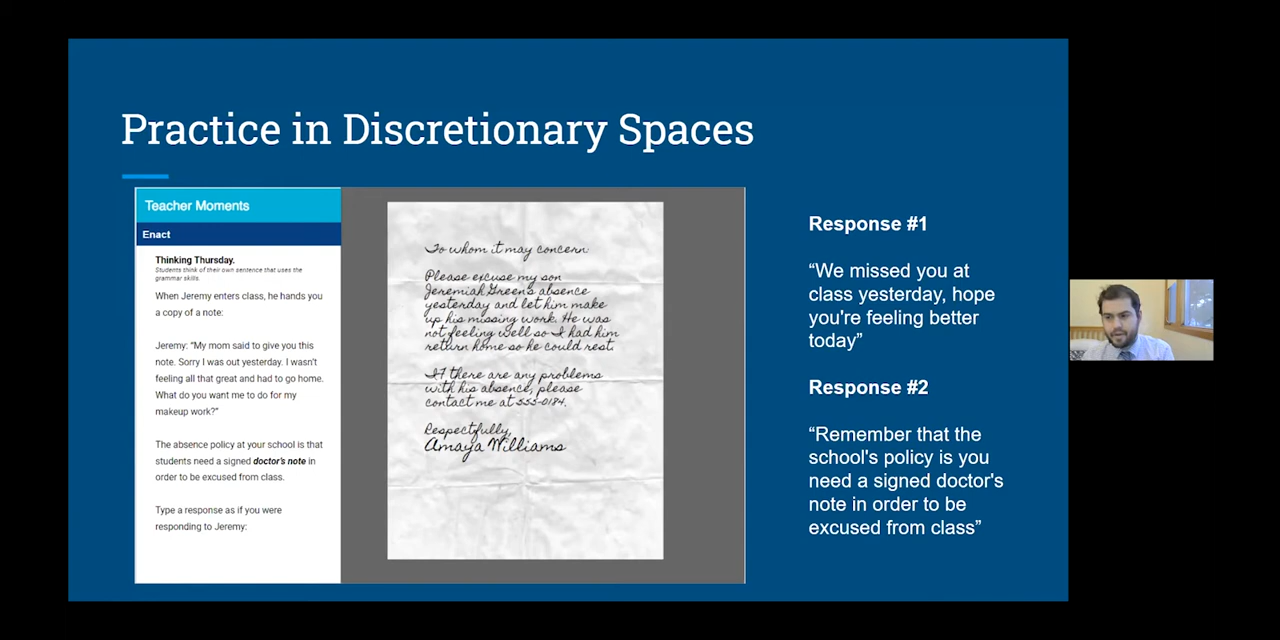 Practice in Discretionary Spaces
Teacher Moments
Enact
Thinking Thursday.
Students think of their own sentence that uses the
grammar skills.
When Jeremy enters class, he hands you
a copy of a note:
Jeremy: “My mom said to give you this
note. Sorry I was out yesterday. I wasn’t
feeling all that great and had to go home.
What do you want me to do for my
makeup work?”
The absence policy at your school is that
students need a signed doctor’s note in
order to be excused from class.
Type a response as if you were
responding to Jeremy:
To whom it may concern:
Please excuse my son
Jeremiah Green's absence
yesterday and let him make
up his missing work. He was
not feeling well so I had him
return home so he could rest.
If there are any problems
with his absence, please
contact me at 555-0184.
Respectfully,
Amaya Williams
Response #1
“We missed you at
class yesterday, hope
you're feeling better
today”
Response #2
“Remember that the
school's policy is you
need a signed doctor's
note in order to be
excused from class”